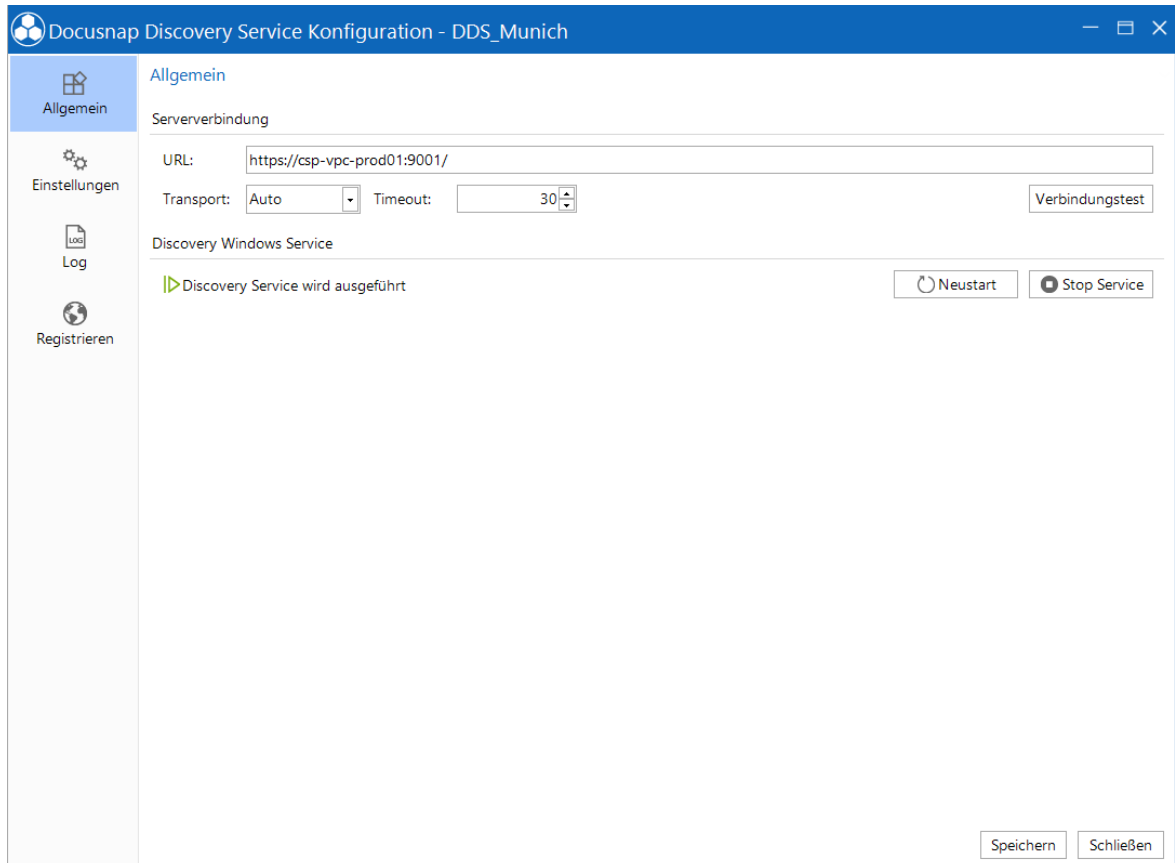 Docusnap Discovery Service Konfiguration - DDS_Munich
Allgemein
Einstellungen
LOG
Log
Registrieren
Allgemein
Serververbindung
URL: https://csp-vpc-prod01:9001/
Transport: Auto Timeout: 30 Verbindungstest
Discovery Windows Service
Discovery Service wird ausgeführt Neustart Stop Service
Speichern Schließen